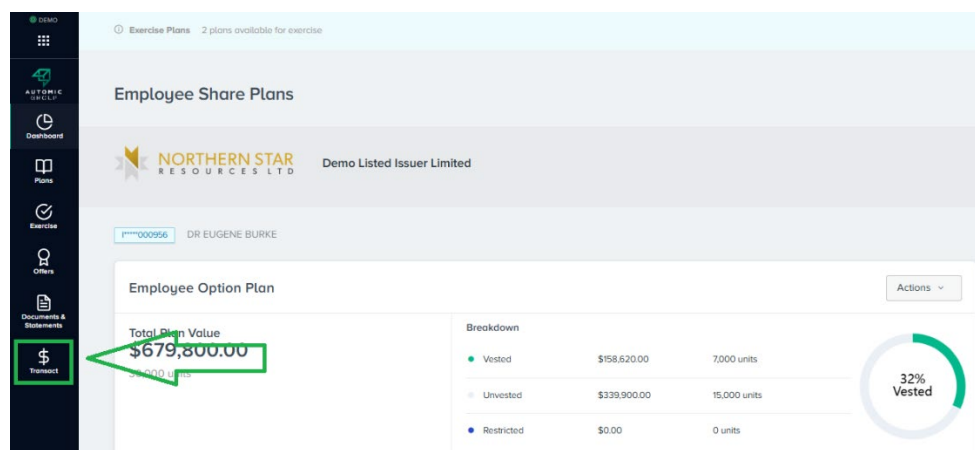 DEMO
Exercise Plans 2 plans available for exercise
AUTOMIC
GROUP
Employee Share Plans
Dashboard
NORTHERN STAR
RESOURCES LTD
Demo Listed Issuer Limited
Plans
Exercise
I****000956 DR EUGENE BURKE
Offers
Employee Option Plan
Actions
Documents &
Statements
Total Plan Value
Breakdown
$679,800.00
Vested $158,620.00 7,000 units
units
Transact
32%
Vested
Unvested $339,900.00 15,000 units
Restricted $0.00 0 units